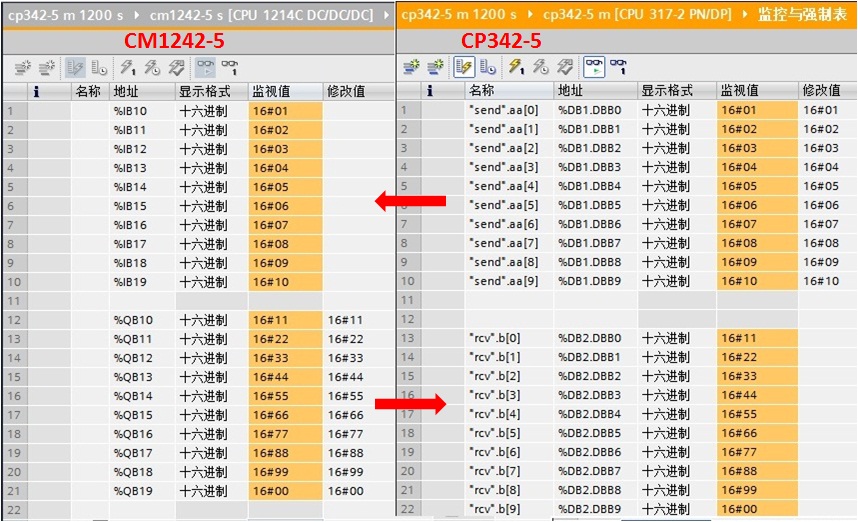 cp342-5 m 1200 s ▸ cm1242-5 s [CPU 1214C DC/DC/DC] ▸
CM1242-5
i 名称 地址 显示格式 监视值 修改值
1 %IB10 十六进制 16#01
2 %IB11 十六进制 16#02
3 %IB12 十六进制 16#03
4 %IB13 十六进制 16#04
5 %IB14 十六进制 16#05
6 %IB15 十六进制 16#06
7 %IB16 十六进制 16#07
8 %IB17 十六进制 16#08
9 %IB18 十六进制 16#09
10 %IB19 十六进制 16#10
11
12 %QB10 十六进制 16#11 16#11
13 %QB11 十六进制 16#22 16#22
14 %QB12 十六进制 16#33 16#33
15 %QB13 十六进制 16#44 16#44
16 %QB14 十六进制 16#55 16#55
17 %QB15 十六进制 16#66 16#66
18 %QB16 十六进制 16#77 16#77
19 %QB17 十六进制 16#88 16#88
20 %QB18 十六进制 16#99 16#99
21 %QB19 十六进制 16#00 16#00
22
cp342-5 m 1200 s ▸ cp342-5 m [CPU 317-2 PN/DP] ▸ 监控与强制表
CP342-5
i 名称 地址 显示格式 监视值 修改值
1 "send".aa[0] %DB1.DBB0 十六进制 16#01 16#01
2 "send".aa[1] %DB1.DBB1 十六进制 16#02 16#02
3 "send".aa[2] %DB1.DBB2 十六进制 16#03 16#03
4 "send".aa[3] %DB1.DBB3 十六进制 16#04 16#04
5 "send".aa[4] %DB1.DBB4 十六进制 16#05 16#05
6 "send".aa[5] %DB1.DBB5 十六进制 16#06 16#06
7 "send".aa[6] %DB1.DBB6 十六进制 16#07 16#07
8 "send".aa[7] %DB1.DBB7 十六进制 16#08 16#08
9 "send".aa[8] %DB1.DBB8 十六进制 16#09 16#09
10 "send".aa[9] %DB1.DBB9 十六进制 16#10 16#10
11
12
13 "rcv".b[0] %DB2.DBB0 十六进制 16#11
14 "rcv".b[1] %DB2.DBB1 十六进制 16#22
15 "rcv".b[2] %DB2.DBB2 十六进制 16#33
16 "rcv".b[3] %DB2.DBB3 十六进制 16#44
17 "rcv".b[4] %DB2.DBB4 十六进制 16#55
18 "rcv".b[5] %DB2.DBB5 十六进制 16#66
19 "rcv".b[6] %DB2.DBB6 十六进制 16#77
20 "rcv".b[7] %DB2.DBB7 十六进制 16#88
21 "rcv".b[8] %DB2.DBB8 十六进制 16#99
22 "rcv".b[9] %DB2.DBB9 十六进制 16#00